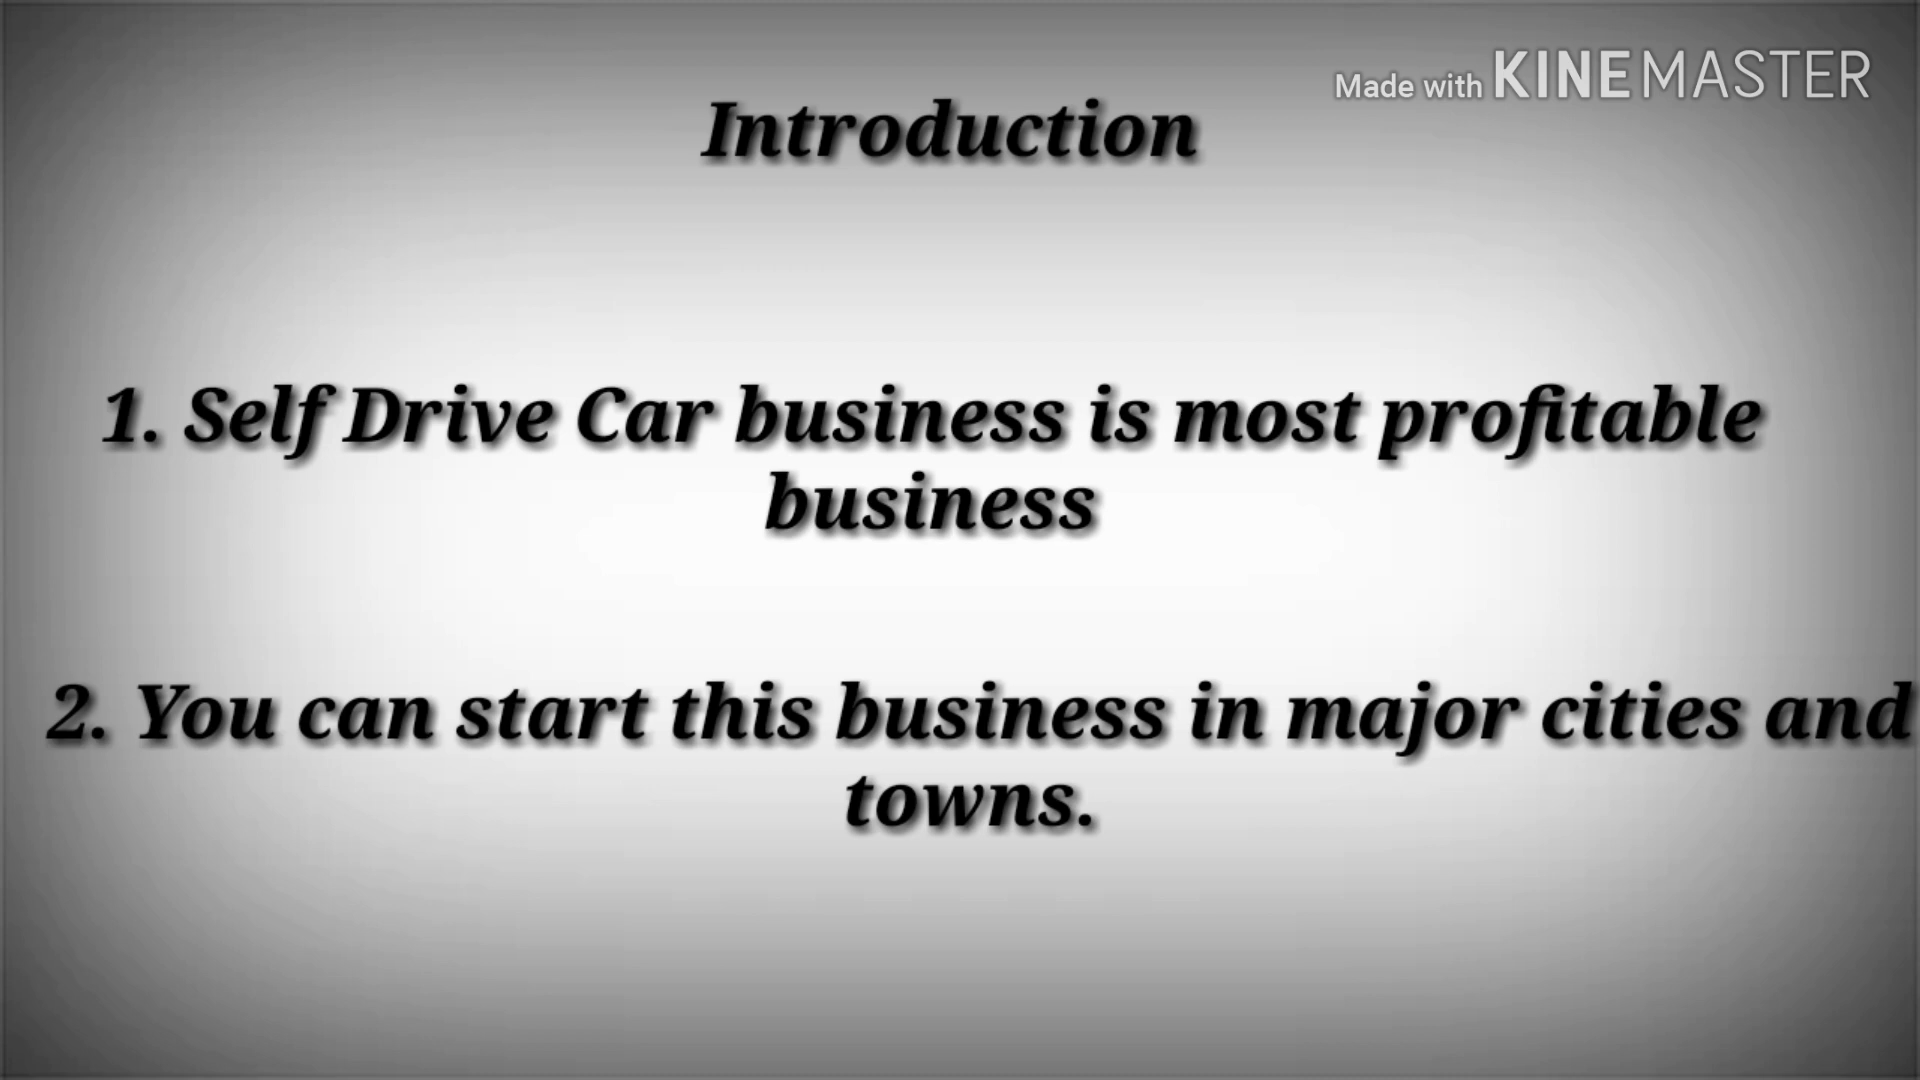 Made with KINEMASTER
Introduction
1. Self Drive Car business is most profitable
business
2. You can start this business in major cities and
towns.